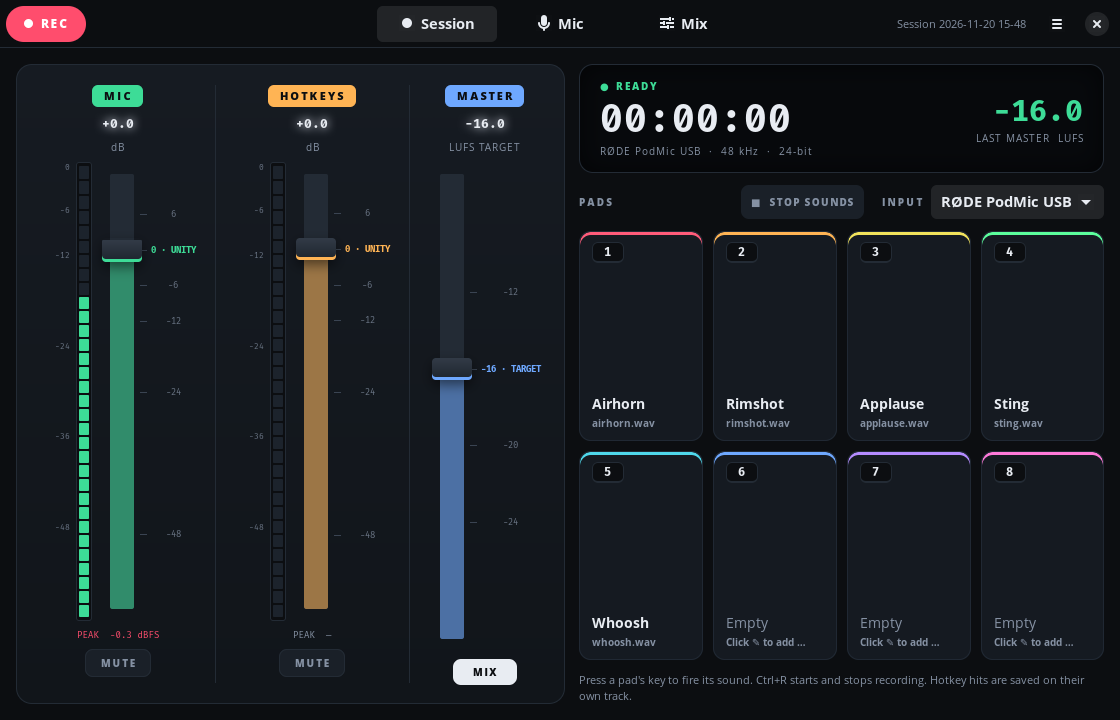 REC
Session
Mic
Mix
Session 2026-11-20 15-48
MIC
+0.0
dB
0
-6
-12
-24
-36
-48
6
0 · UNITY
-6
-12
-24
-48
PEAK -0.3 dBFS
MUTE
HOTKEYS
+0.0
dB
0
-6
-12
-24
-36
-48
6
0 · UNITY
-6
-12
-24
-48
PEAK —
MUTE
MASTER
-16.0
LUFS TARGET
-12
-16 · TARGET
-20
-24
MIX
READY
00:00:00
RØDE PodMic USB · 48 kHz · 24-bit
-16.0
LAST MASTER LUFS
PADS
STOP SOUNDS
INPUT
RØDE PodMic USB
1
Airhorn
airhorn.wav
2
Rimshot
rimshot.wav
3
Applause
applause.wav
4
Sting
sting.wav
5
Whoosh
whoosh.wav
6
Empty
Click ✎ to add ...
7
Empty
Click ✎ to add ...
8
Empty
Click ✎ to add ...
Press a pad's key to fire its sound. Ctrl+R starts and stops recording. Hotkey hits are saved on their
own track.